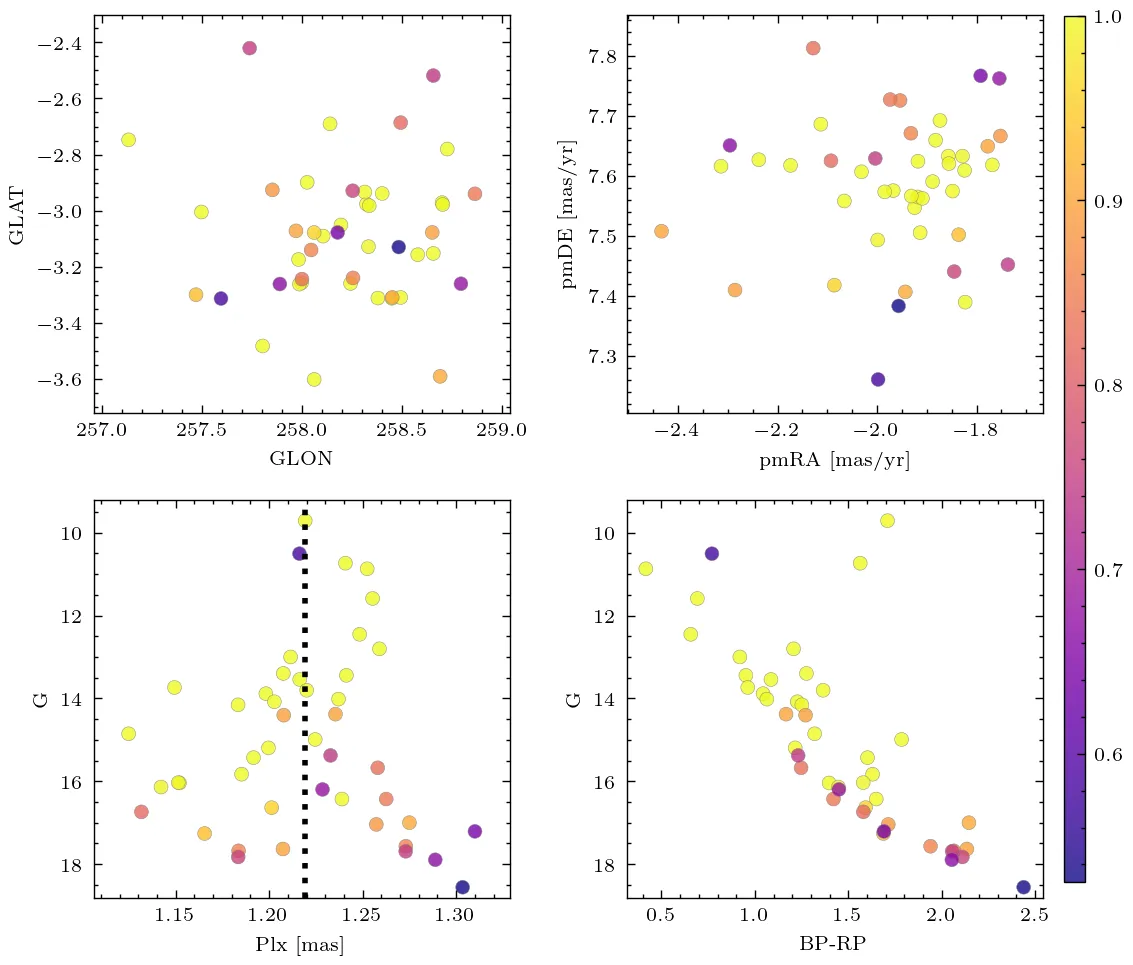 −2.4
−2.6
−2.8
−3.0
−3.2
−3.4
−3.6
GLAT
257.0 257.5 258.0 258.5 259.0
GLON
7.8
7.7
7.6
7.5
7.4
7.3
pmDE [mas/yr]
−2.4 −2.2 −2.0 −1.8
pmRA [mas/yr]
10
12
14
16
18
G
1.15 1.20 1.25 1.30
Plx [mas]
10
12
14
16
18
G
0.5 1.0 1.5 2.0 2.5
BP-RP
1.0
0.9
0.8
0.7
0.6